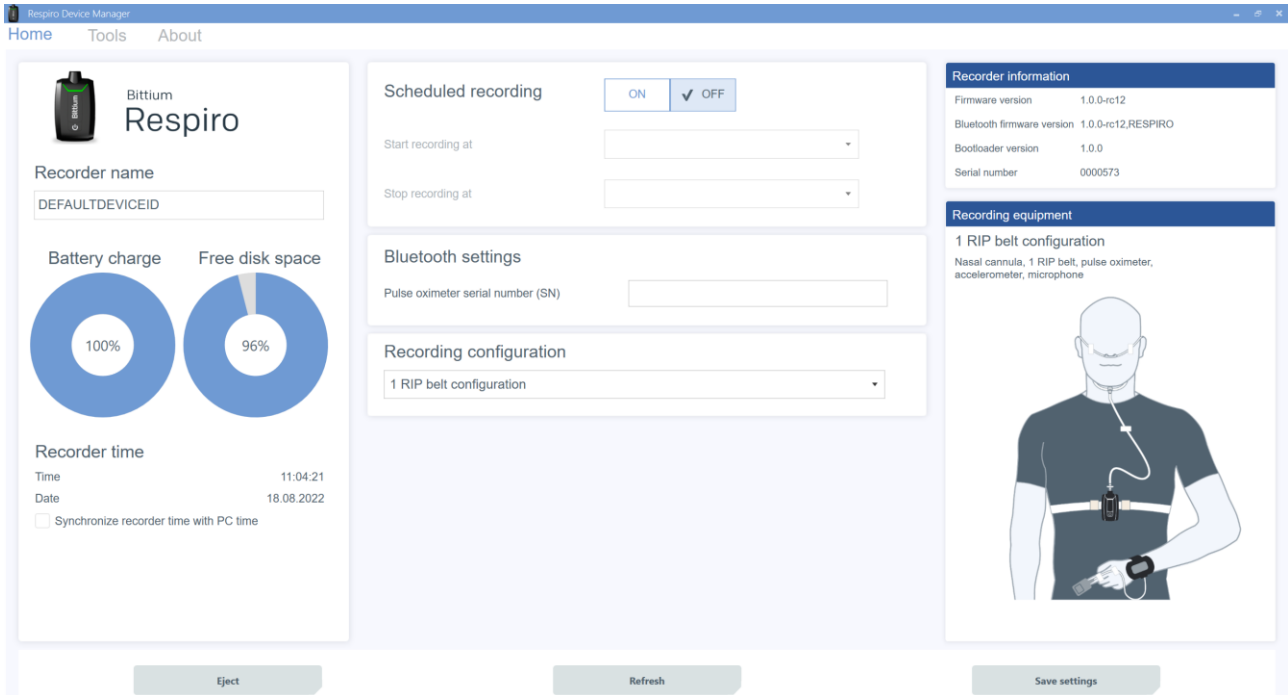 Respiro Device Manager
Home Tools About
Bittium
Respiro
Bittium
Recorder name
DEFAULTDEVICEID
Battery charge Free disk space
100% 96%
Recorder time
Time 11:04:21
Date 18.08.2022
Synchronize recorder time with PC time
Scheduled recording ON OFF
Start recording at
Stop recording at
Bluetooth settings
Pulse oximeter serial number (SN)
Recording configuration
1 RIP belt configuration
Recorder information
Firmware version 1.0.0-rc12
Bluetooth firmware version 1.0.0-rc12,RESPIRO
Bootloader version 1.0.0
Serial number 0000573
Recording equipment
1 RIP belt configuration
Nasal cannula, 1 RIP belt, pulse oximeter,
accelerometer, microphone
Eject Refresh Save settings